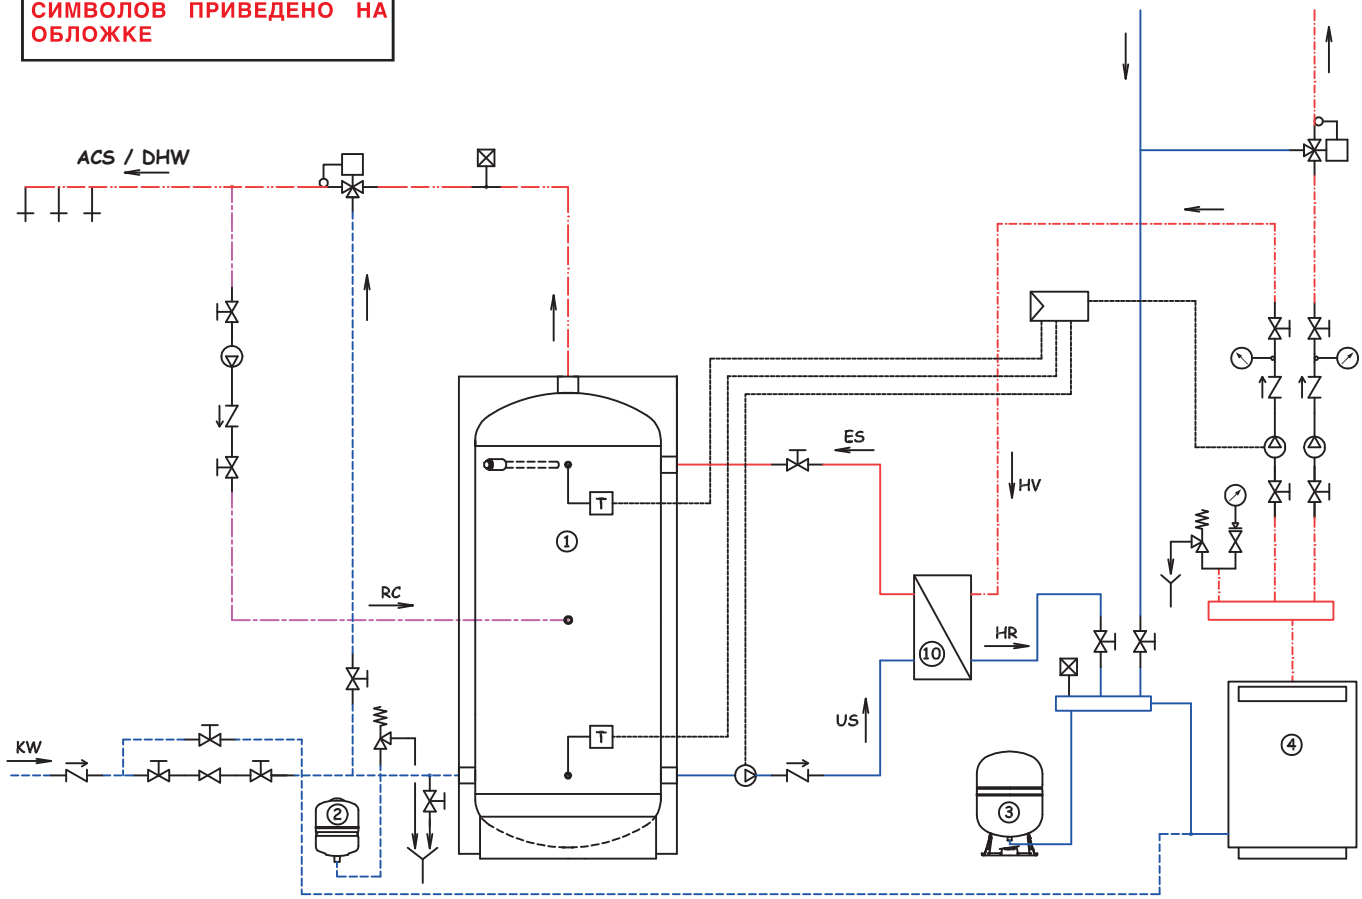 СИМВОЛОВ ПРИВЕДЕНО НА
ОБЛОЖКЕ
ACS / DHW
ES
HV
T
1
RC
HR
10
US
T
KW
4
2
3